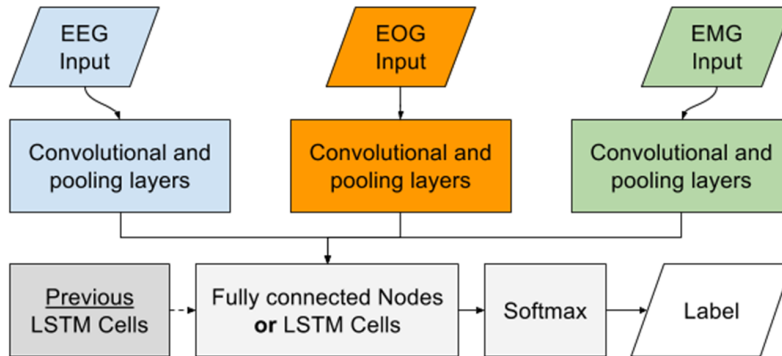 EEG
Input
EOG
Input
EMG
Input
Convolutional and
pooling layers
Convolutional and
pooling layers
Convolutional and
pooling layers
Previous
LSTM Cells
Fully connected Nodes
or LSTM Cells
Softmax
Label